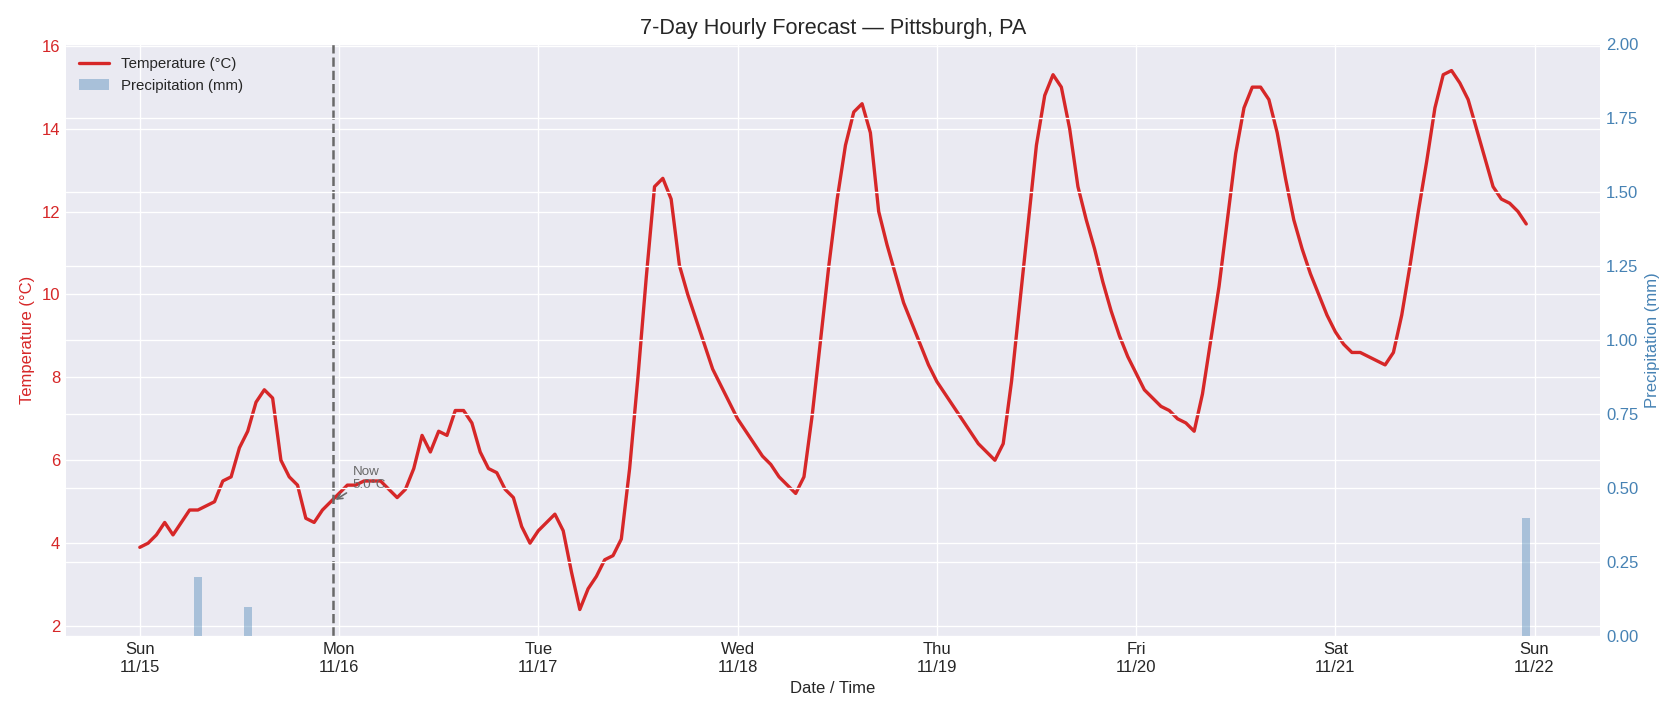 7-Day Hourly Forecast — Pittsburgh, PA
Temperature (°C)
Precipitation (mm)
16
14
12
10
8
6
4
2
Temperature (°C)
2.00
1.75
1.50
1.25
1.00
0.75
0.50
0.25
0.00
Precipitation (mm)
Now
5.0°C
Sun
11/15
Mon
11/16
Tue
11/17
Wed
11/18
Thu
11/19
Fri
11/20
Sat
11/21
Sun
11/22
Date / Time